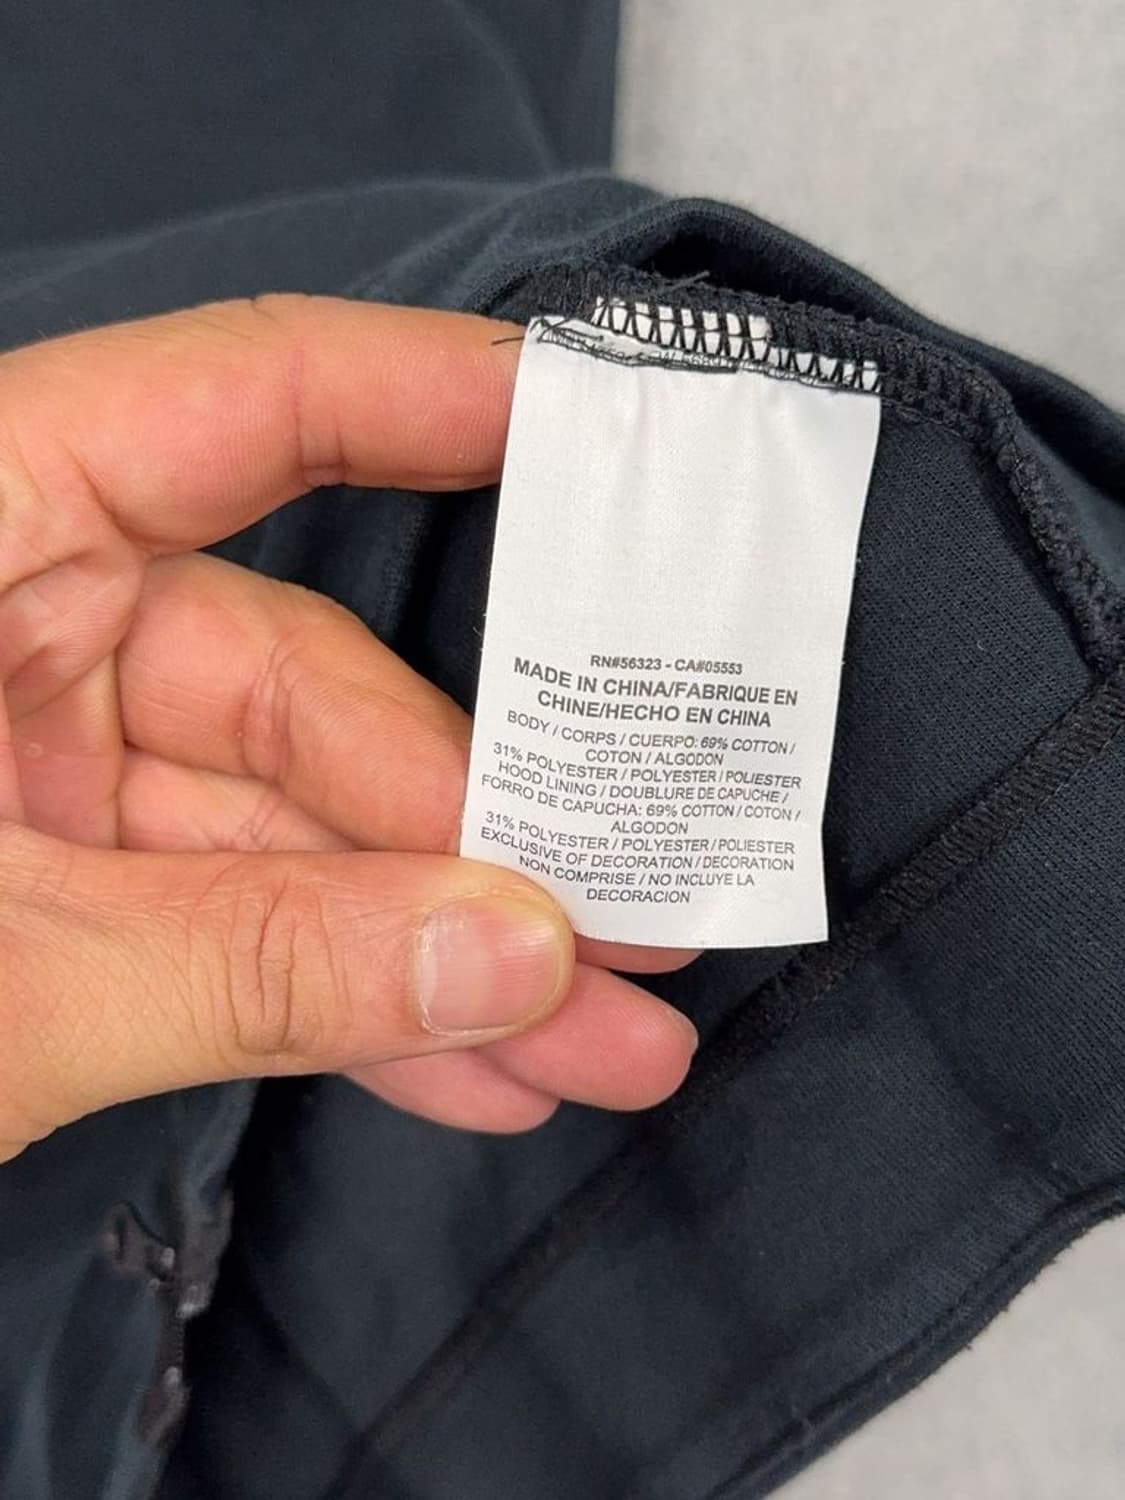 RN#56323 - CA#05553
MADE IN CHINA/FABRIQUE EN
CHINE/HECHO EN CHINA
BODY / CORPS / CUERPO: 69% COTTON /
COTON / ALGODON
31% POLYESTER / POLYESTER / POLIESTER
HOOD LINING / DOUBLURE DE CAPUCHE /
FORRO DE CAPUCHA: 69% COTTON / COTON /
ALGODON
31% POLYESTER / POLYESTER / POLIESTER
EXCLUSIVE OF DECORATION / DECORATION
NON COMPRISE / NO INCLUYE LA
DECORACION